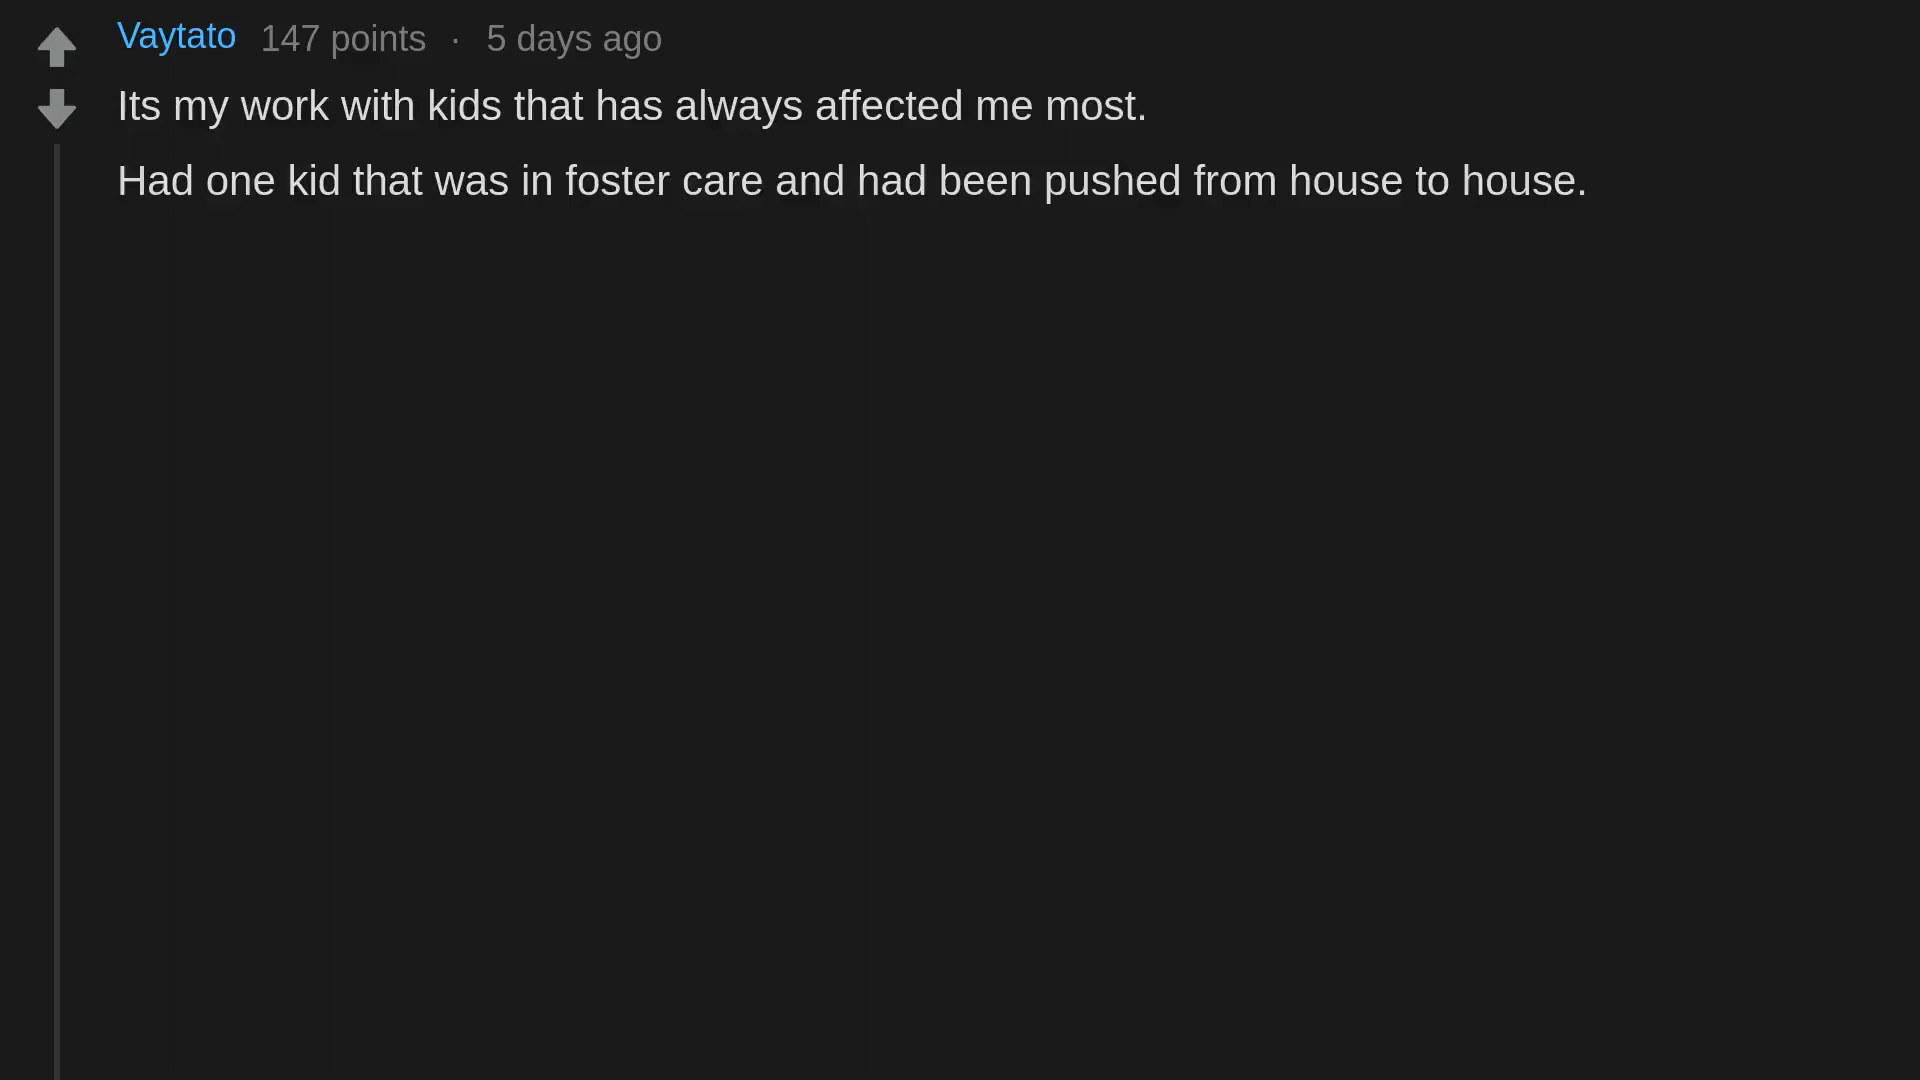 Vaytato 147 points · 5 days ago
Its my work with kids that has always affected me most.
Had one kid that was in foster care and had been pushed from house to house.